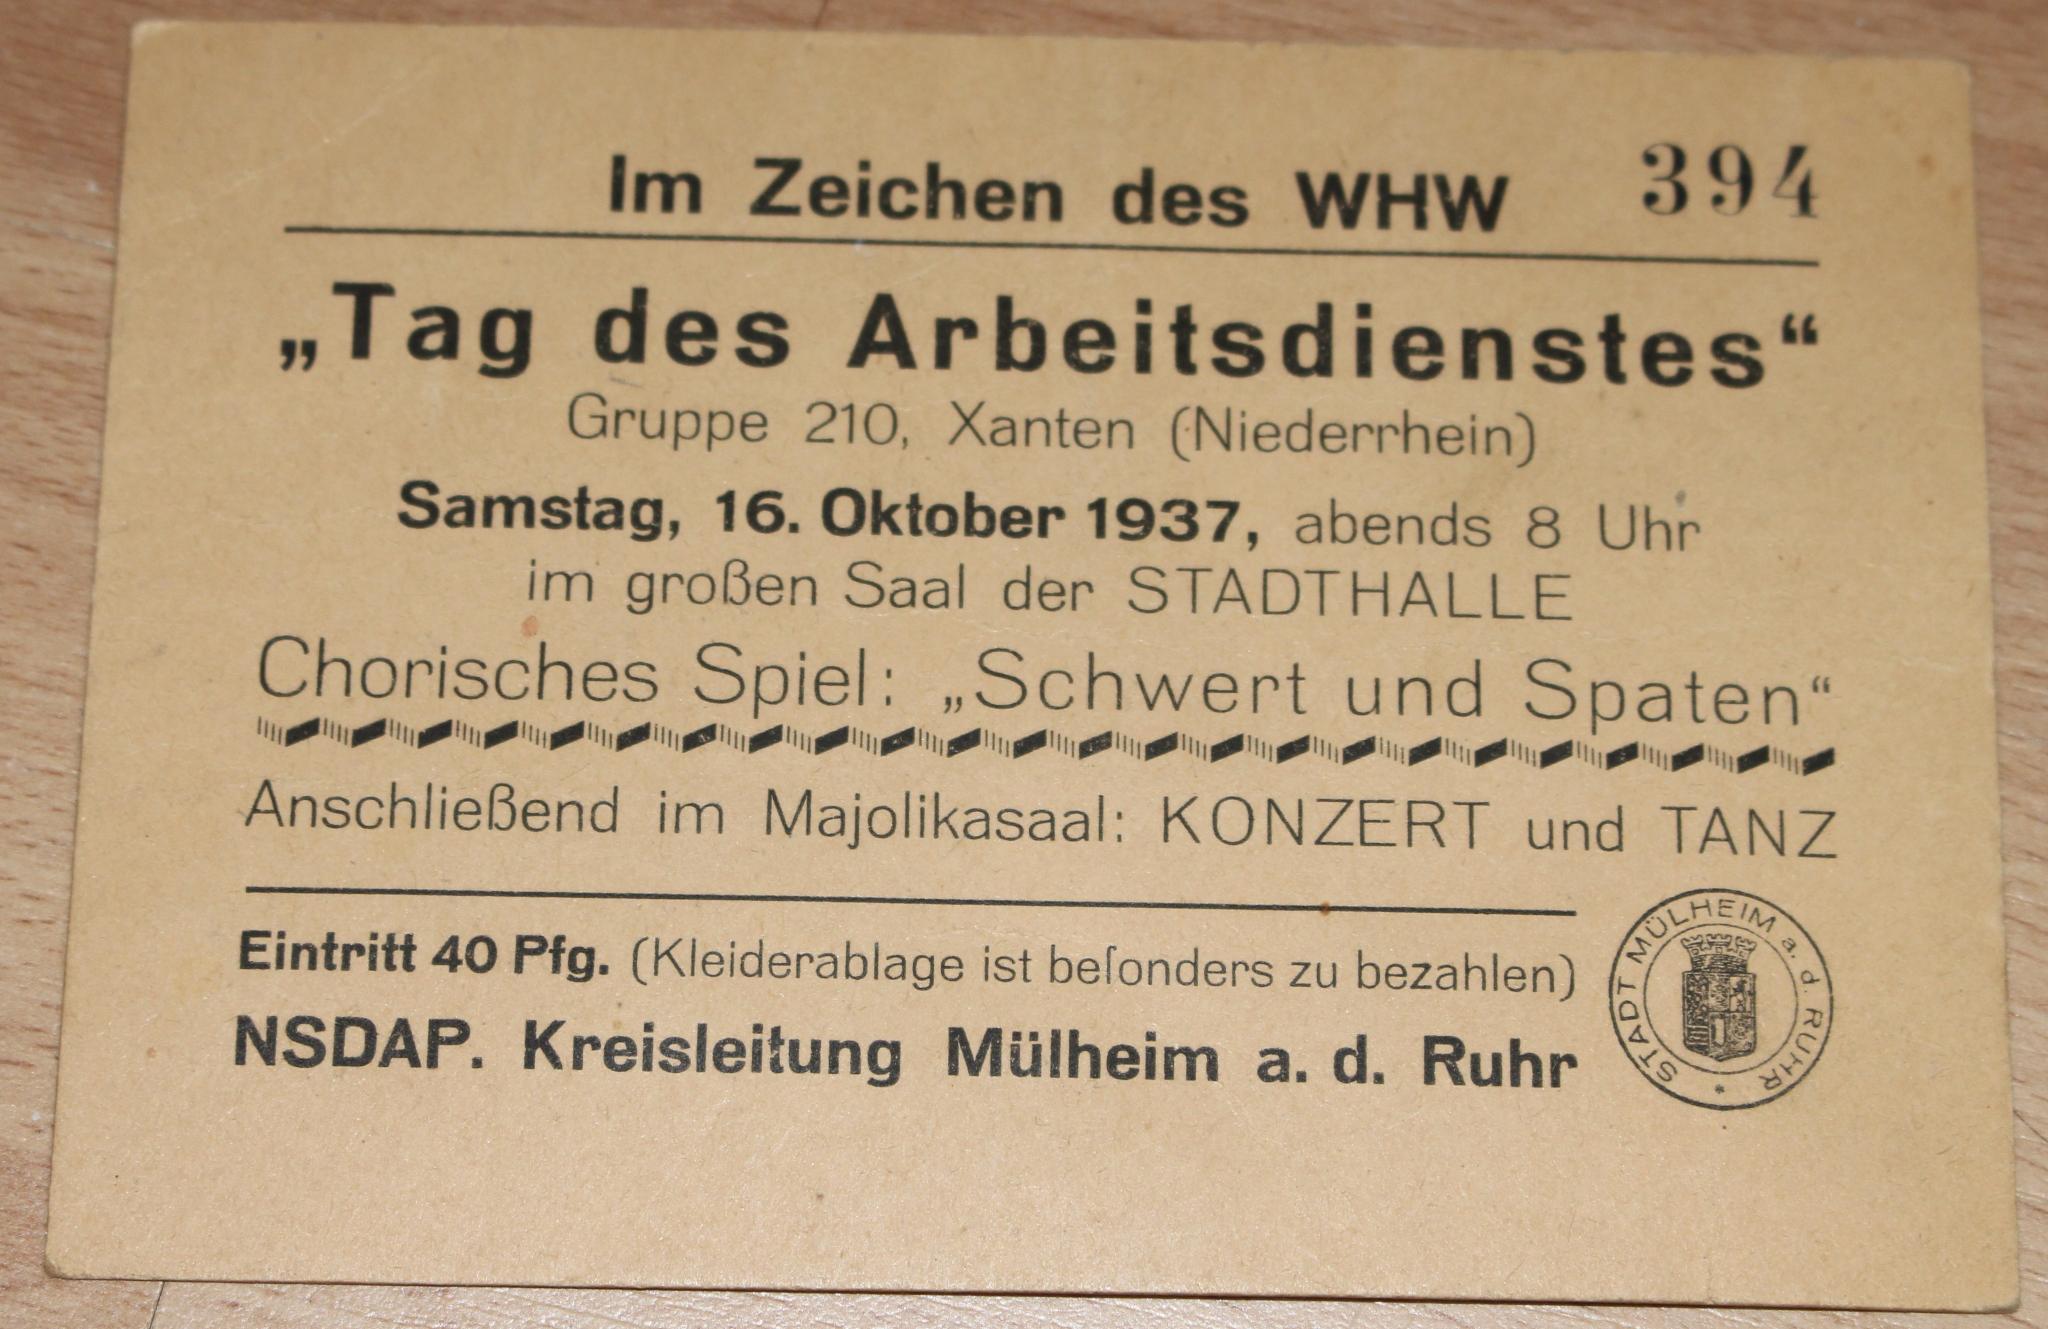 Im Zeichen des WHW 394
„Tag des Arbeitsdienstes“
Gruppe 210, Xanten (Niederrhein)
Samstag, 16. Oktober 1937, abends 8 Uhr
im großen Saal der STADTHALLE
Chorisches Spiel: „Schwert und Spaten“
Anschließend im Majolikasaal: KONZERT und TANZ
Eintritt 40 Pfg. (Kleiderablage ist beſonders zu bezahlen)
NSDAP. Kreisleitung Mülheim a. d. Ruhr
STADT MÜLHEIM a. d. RUHR *